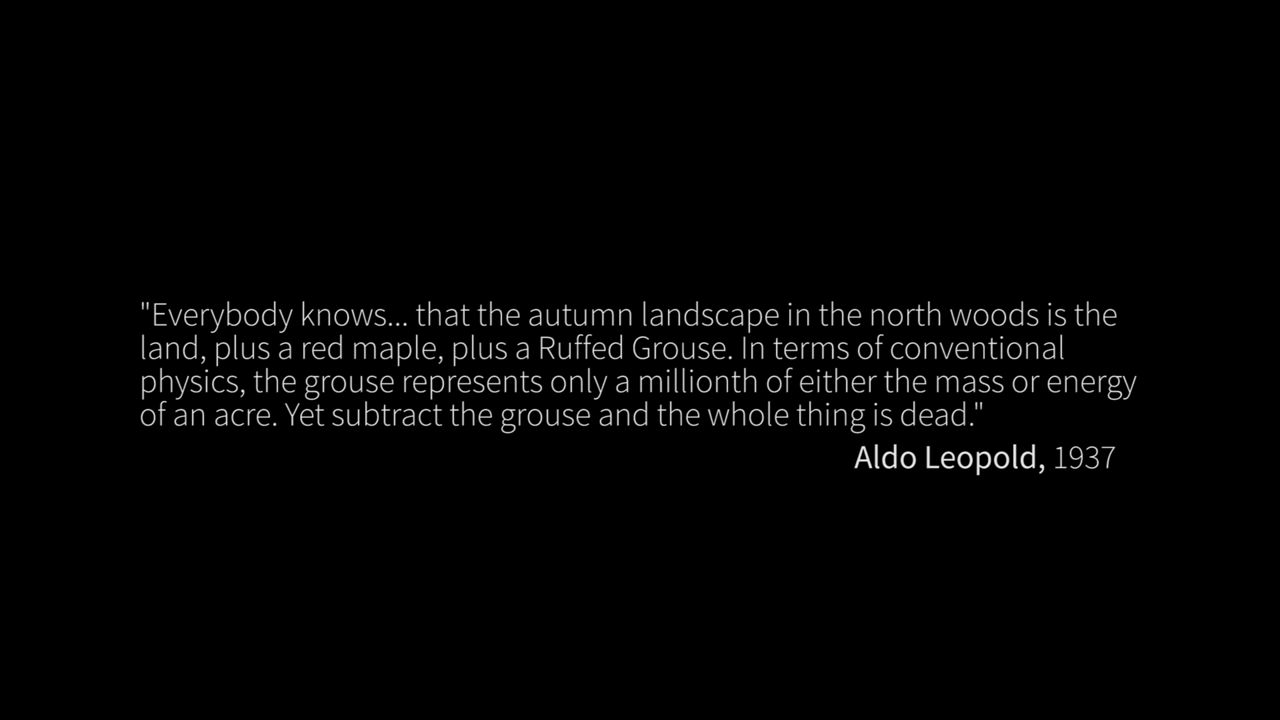 "Everybody knows... that the autumn landscape in the north woods is the
land, plus a red maple, plus a Ruffed Grouse. In terms of conventional
physics, the grouse represents only a millionth of either the mass or energy
of an acre. Yet subtract the grouse and the whole thing is dead."
Aldo Leopold, 1937